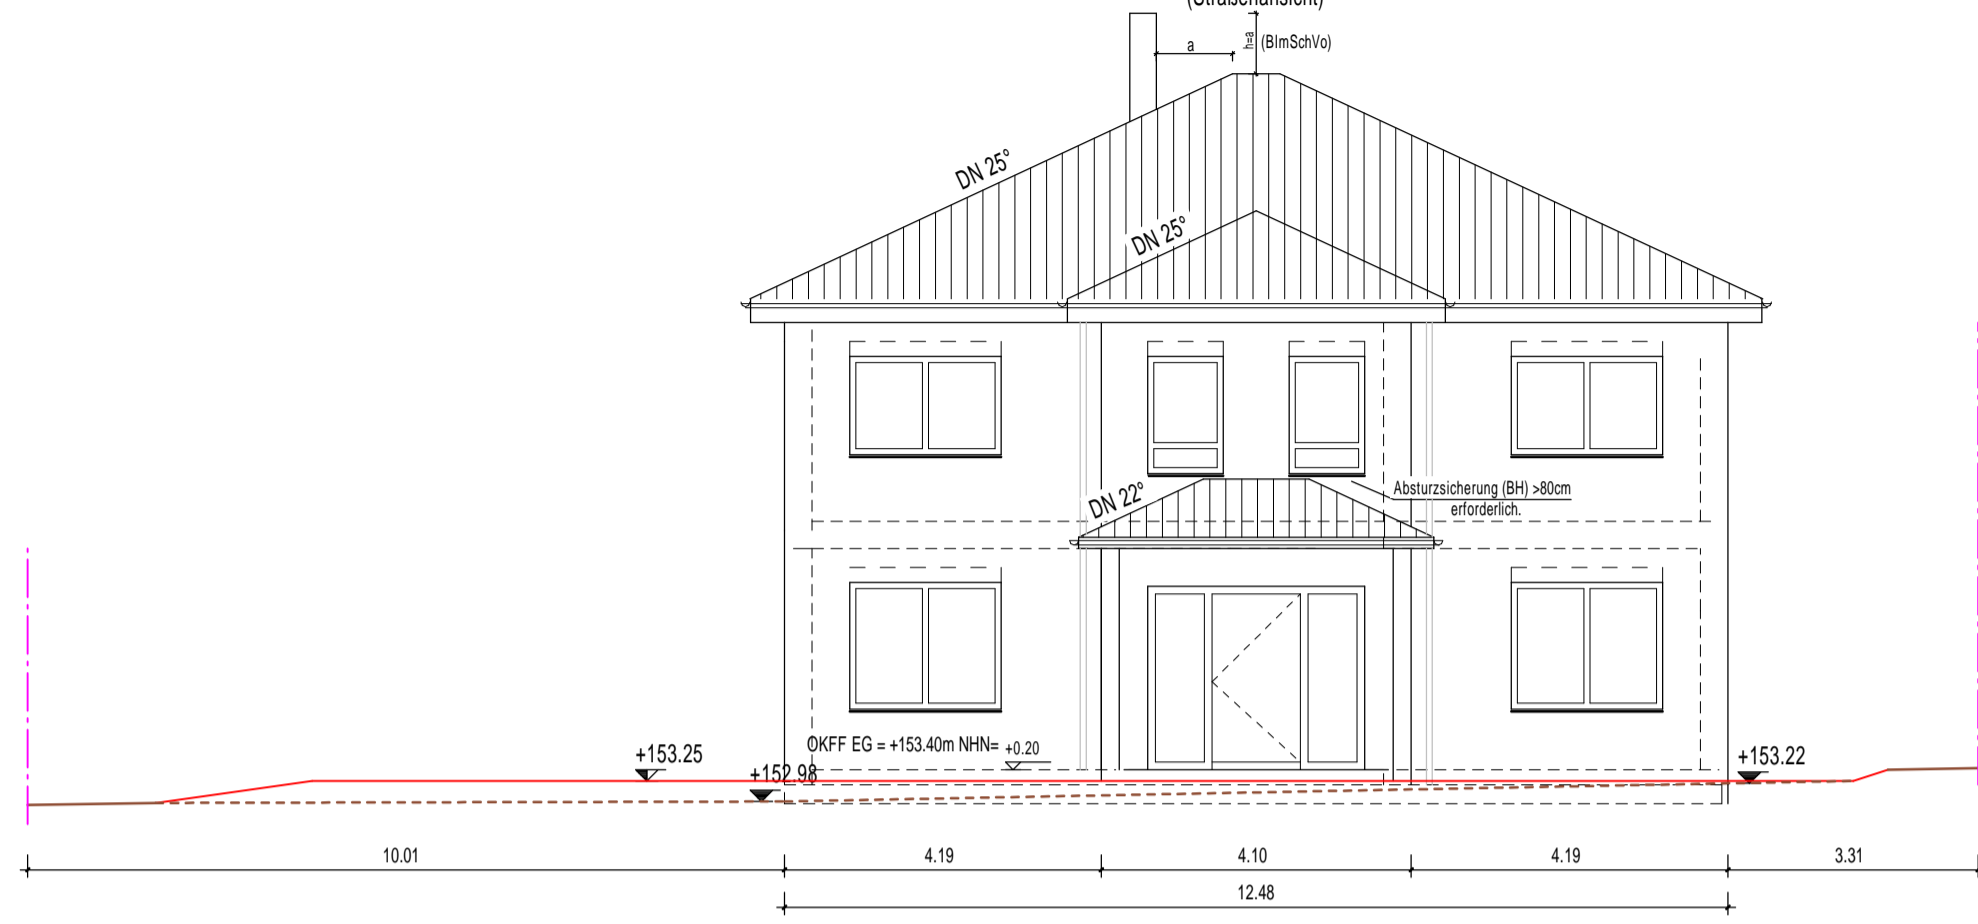 (Straßenansicht)
a
h=a
(BImSchVo)
DN 25°
DN 25°
DN 22°
Absturzsicherung (BH) >80cm
erforderlich.
OKFF EG = +153.40m NHN= +0.20
+153.25
+152.98
+153.22
10.01
4.19
4.10
4.19
3.31
12.48